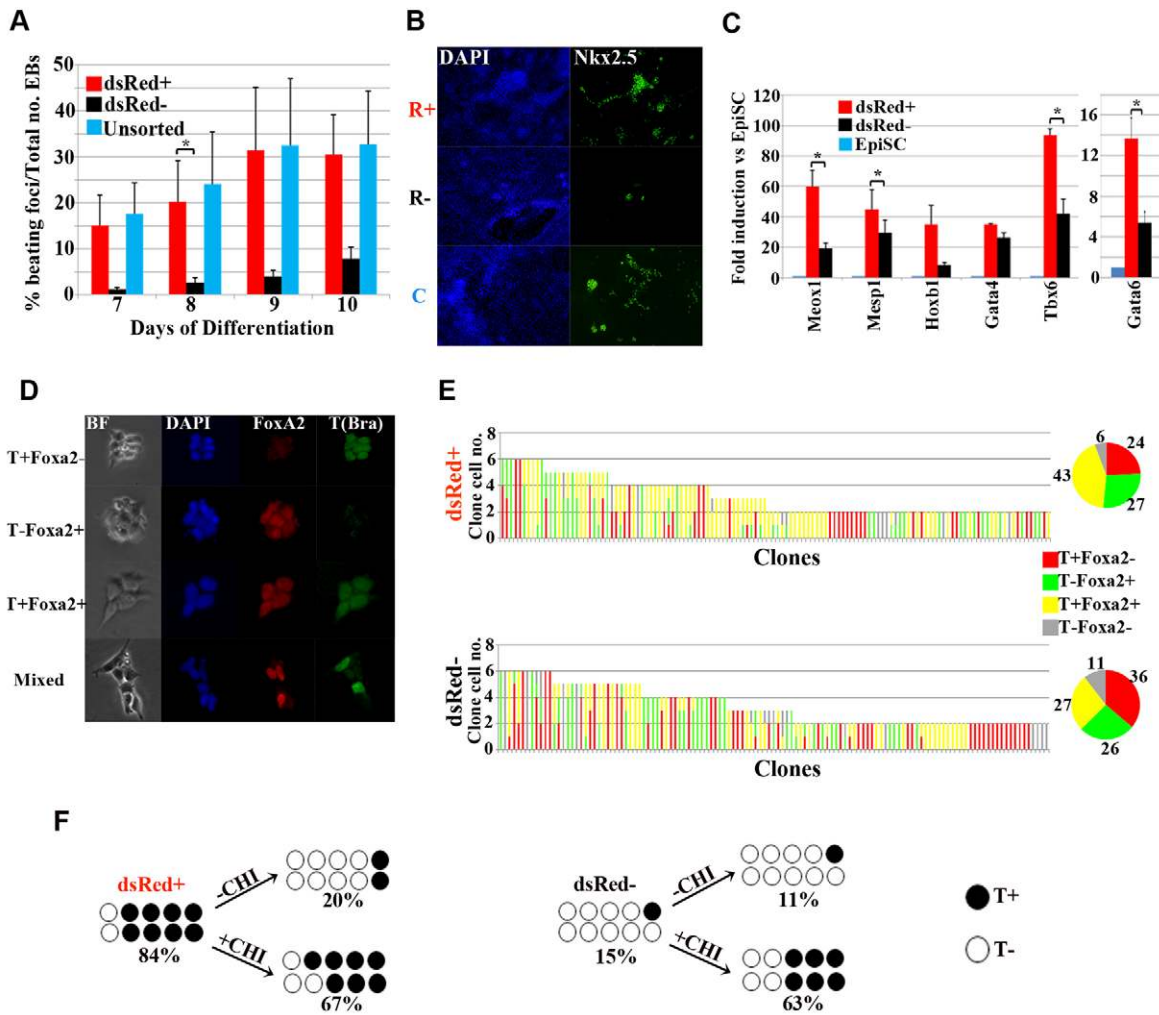 A
% beating foci/Total no. EBs
50
40
30
20
10
0
dsRed+
dsRed-
Unsorted
*
7 8 9 10
Days of Differentiation
B
DAPI Nkx2.5
R+
R-
C
C
Fold induction vs EpiSC
120
100
80
60
40
20
0
dsRed+
dsRed-
EpiSC
* * * *
16
12
8
4
0
Meox1 Mesp1 Hoxb1 Gata4 Tbx6 Gata6
D
BF DAPI FoxA2 T(Bra)
T+Foxa2-
T-Foxa2+
T+Foxa2+
Mixed
E
dsRed+
Clone cell no.
8
6
4
2
0
Clones
6 24
43
27
T+Foxa2-
T-Foxa2+
T+Foxa2+
T-Foxa2-
dsRed-
Clone cell no.
8
6
4
2
0
Clones
11 36
27
26
F
dsRed+
84%
-CHI
20%
+CHI
67%
dsRed-
15%
-CHI
11%
+CHI
63%
T+
T-